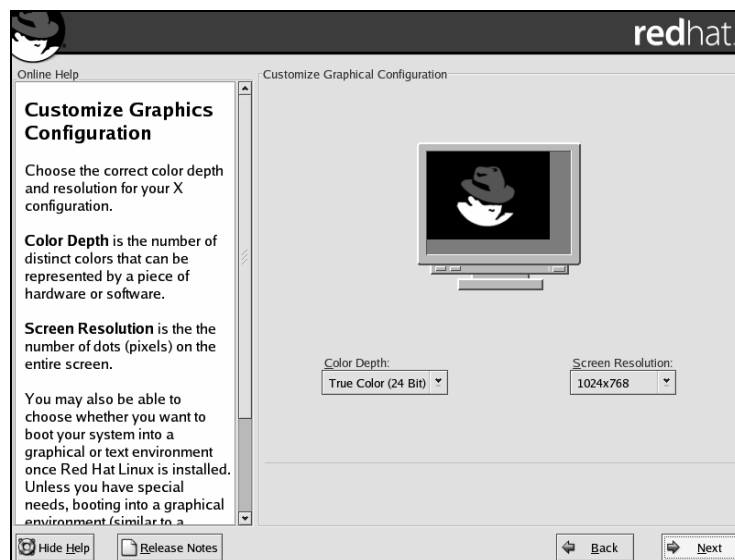 redhat.
Online Help
Customize Graphical Configuration
Customize Graphics
Configuration
Choose the correct color depth
and resolution for your X
configuration.
Color Depth is the number of
distinct colors that can be
represented by a piece of
hardware or software.
Screen Resolution is the the
number of dots (pixels) on the
entire screen.
You may also be able to
choose whether you want to
boot your system into a
graphical or text environment
once Red Hat Linux is installed.
Unless you have special
needs, booting into a graphical
environment (similar to a
Color Depth:
True Color (24 Bit)
Screen Resolution:
1024x768
Hide Help
Release Notes
Back
Next